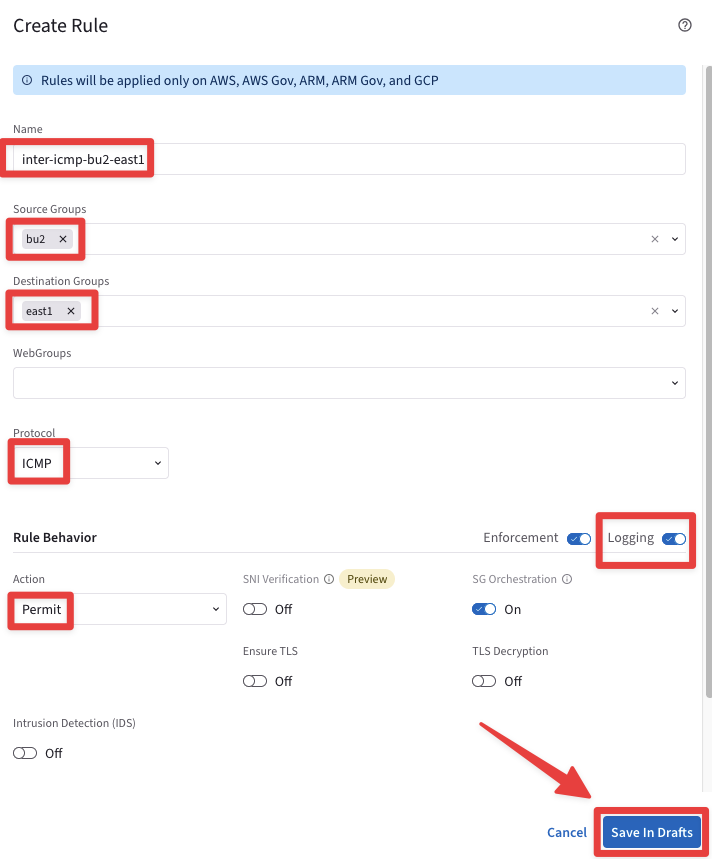 Create Rule
Rules will be applied only on AWS, AWS Gov, ARM, ARM Gov, and GCP
Name
inter-icmp-bu2-east1
Source Groups
bu2
Destination Groups
east1
WebGroups
Protocol
ICMP
Rule Behavior
Enforcement
Logging
Action
SNI Verification
Preview
SG Orchestration
Permit
Off
On
Ensure TLS
TLS Decryption
Off
Off
Intrusion Detection (IDS)
Off
Cancel
Save In Drafts